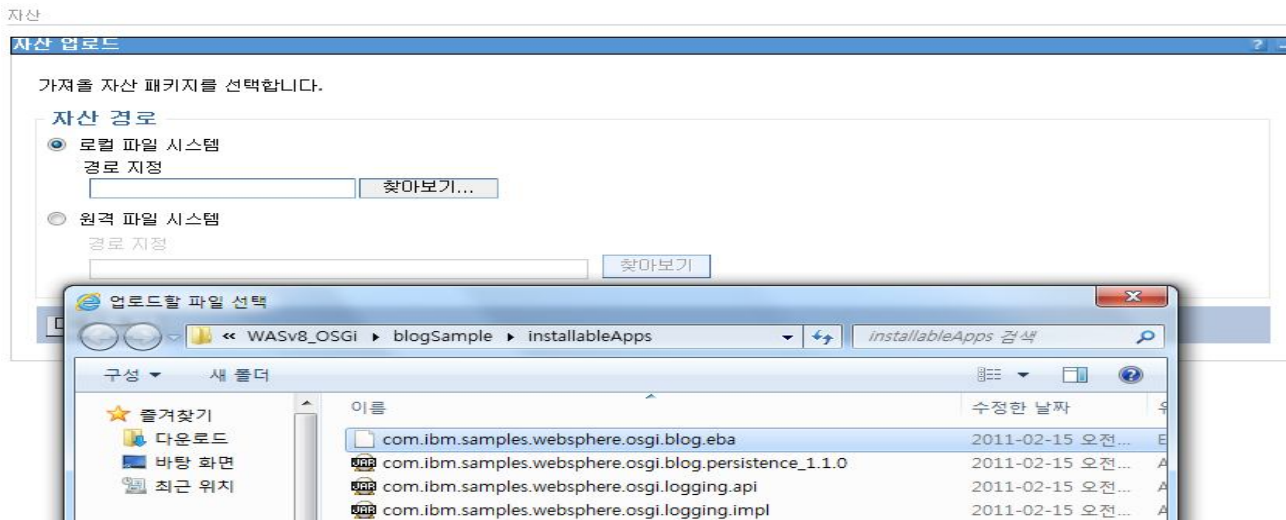 자산
자산 업로드
? -
가져올 자산 패키지를 선택합니다.
자산 경로
로컬 파일 시스템
경로 지정
찾아보기...
원격 파일 시스템
경로 지정
찾아보기
업로드할 파일 선택
« WASv8_OSGi ▸ blogSample ▸ installableApps
installableApps 검색
구성 새 폴더
즐겨찾기
다운로드
바탕 화면
최근 위치
이름 수정한 날짜
com.ibm.samples.websphere.osgi.blog.eba 2011-02-15 오전... E
com.ibm.samples.websphere.osgi.blog.persistence_1.1.0 2011-02-15 오전... A
com.ibm.samples.websphere.osgi.logging.api 2011-02-15 오전... A
com.ibm.samples.websphere.osgi.logging.impl 2011-02-15 오전... A